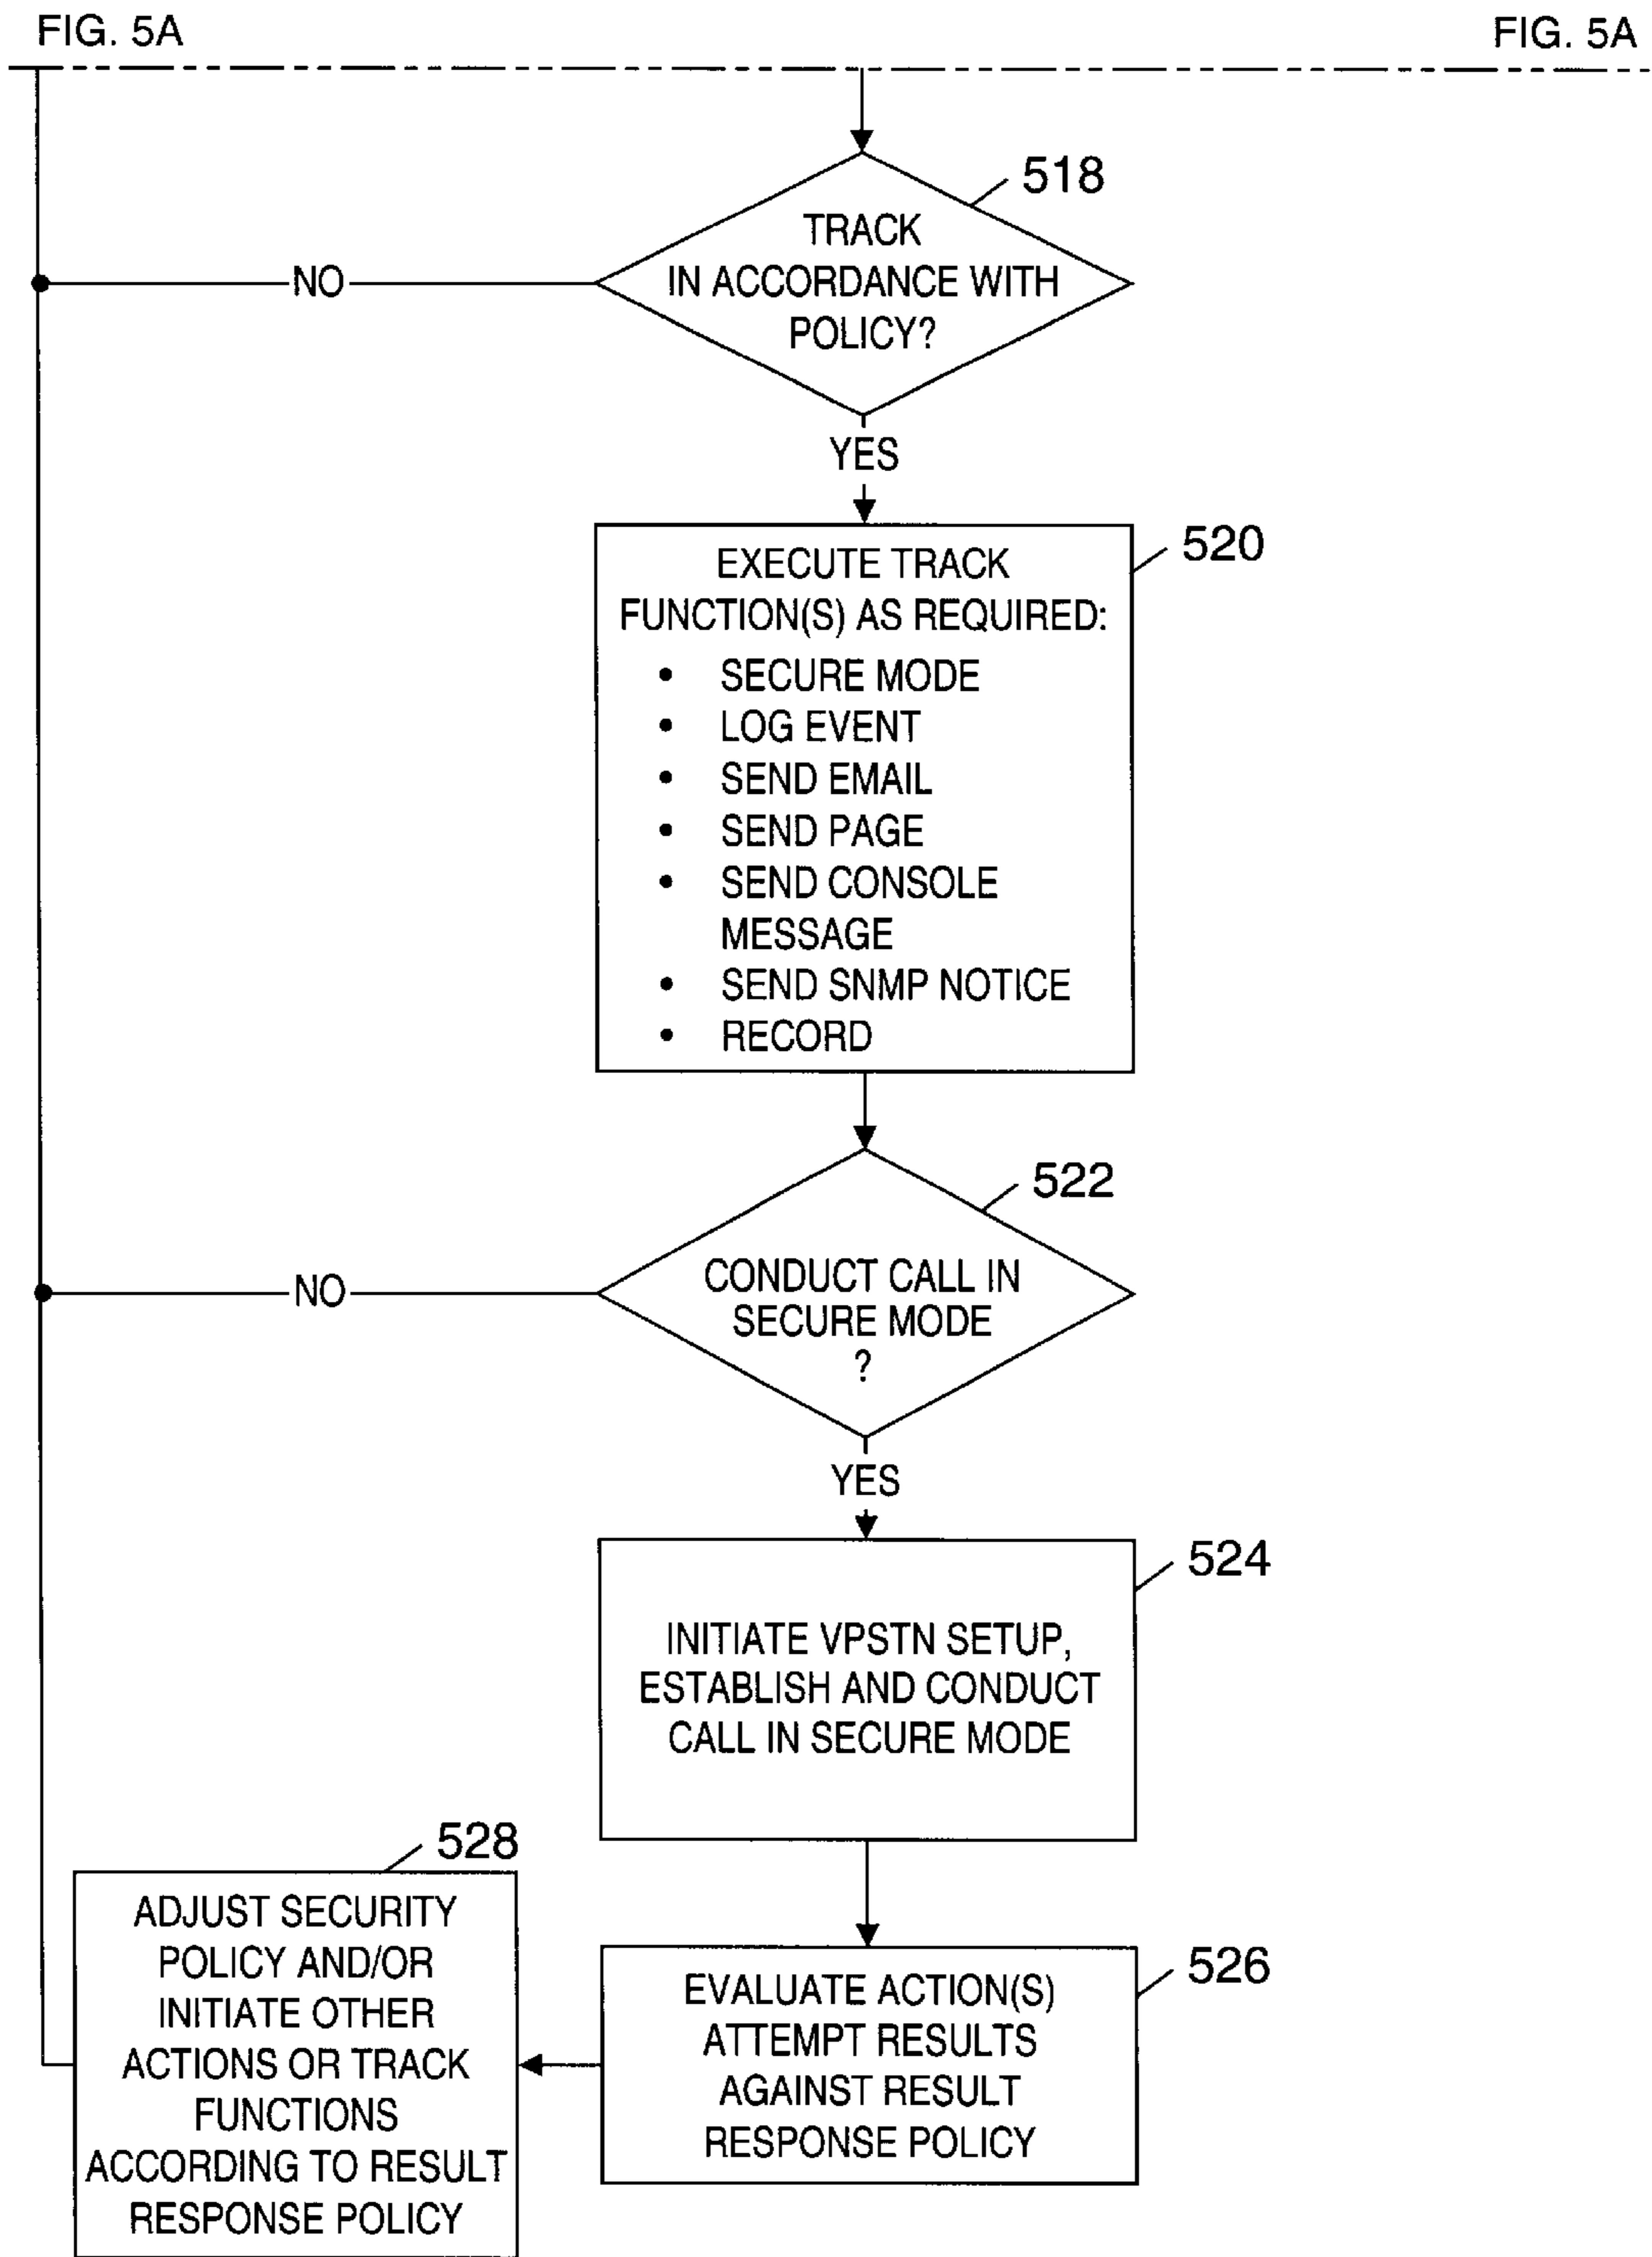 FIG. 5A
FIG. 5A
518
TRACK
IN ACCORDANCE WITH
POLICY?
NO
YES
520
EXECUTE TRACK
FUNCTION(S) AS REQUIRED:
• SECURE MODE
• LOG EVENT
• SEND EMAIL
• SEND PAGE
• SEND CONSOLE
MESSAGE
• SEND SNMP NOTICE
• RECORD
522
CONDUCT CALL IN
SECURE MODE
?
NO
YES
524
INITIATE VPSTN SETUP,
ESTABLISH AND CONDUCT
CALL IN SECURE MODE
526
EVALUATE ACTION(S)
ATTEMPT RESULTS
AGAINST RESULT
RESPONSE POLICY
528
ADJUST SECURITY
POLICY AND/OR
INITIATE OTHER
ACTIONS OR TRACK
FUNCTIONS
ACCORDING TO RESULT
RESPONSE POLICY